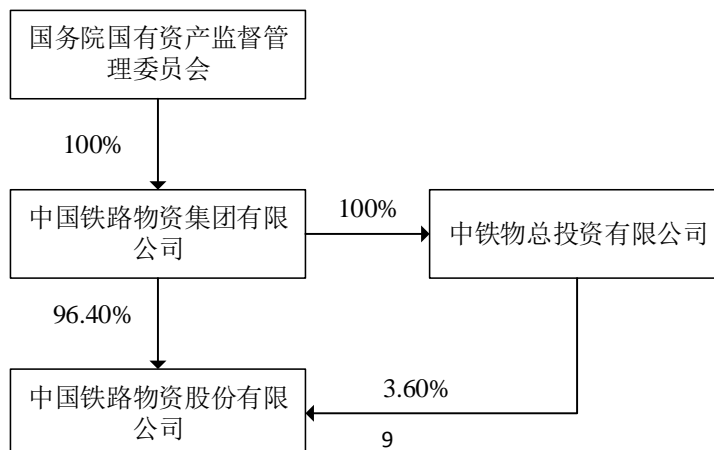 国务院国有资产监督管
理委员会
100%
中国铁路物资集团有限
公司
100%
中铁物总投资有限公司
96.40%
3.60%
中国铁路物资股份有限
公司
9